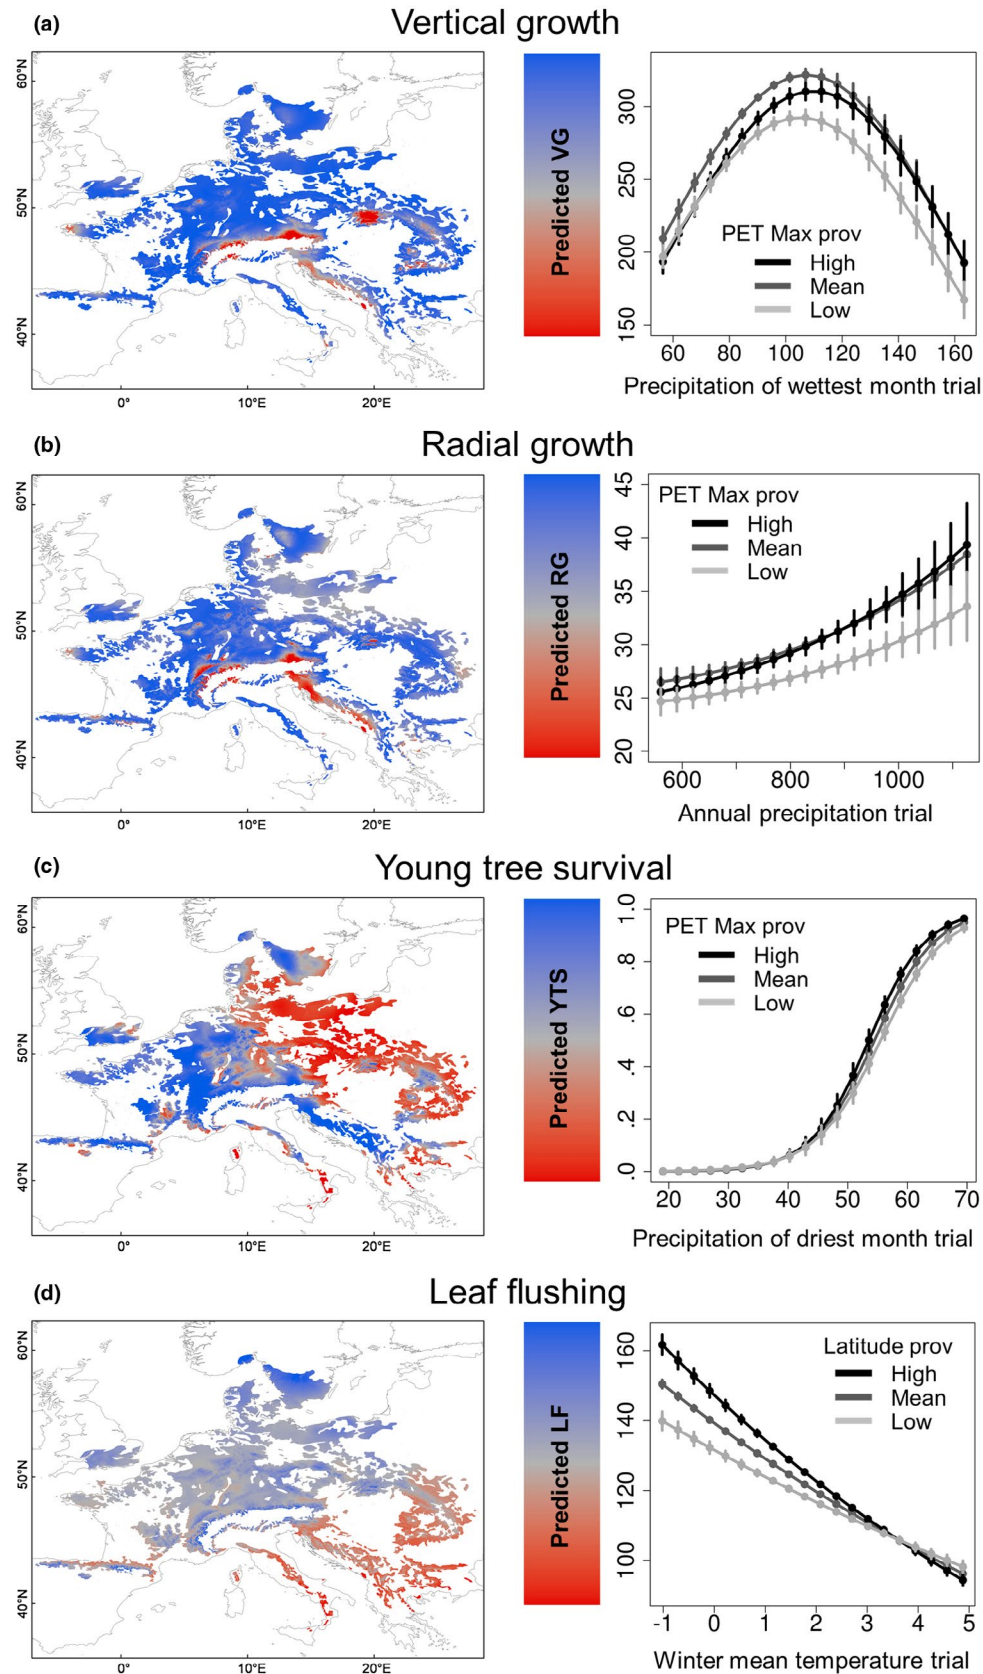 (a)
Vertical growth
60°N
50°N
40°N
0°
10°E
20°E
Predicted VG
300
250
200
150
PET Max prov
High
Mean
Low
60
80
100
120
140
160
Precipitation of wettest month trial
(b)
Radial growth
60°N
50°N
40°N
0°
10°E
20°E
Predicted RG
45
40
35
30
25
20
PET Max prov
High
Mean
Low
600
800
1000
Annual precipitation trial
(c)
Young tree survival
60°N
50°N
40°N
0°
10°E
20°E
Predicted YTS
1.0
.8
.6
.4
.2
.0
PET Max prov
High
Mean
Low
20
30
40
50
60
70
Precipitation of driest month trial
(d)
Leaf flushing
60°N
50°N
40°N
0°
10°E
20°E
Predicted LF
160
140
120
100
Latitude prov
High
Mean
Low
-1
0
1
2
3
4
5
Winter mean temperature trial